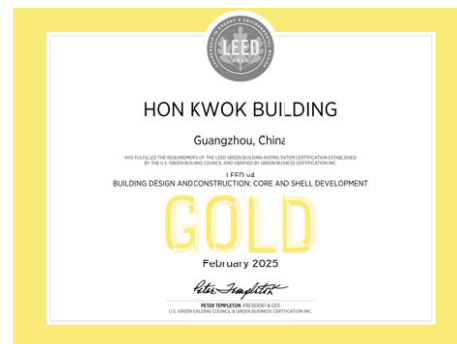 LEED
HON KWOK BUILDING
Guangzhou, China
HAS FULFILLED THE REQUIREMENTS OF THE LEED GREEN BUILDING RATING SYSTEM CERTIFICATION ESTABLISHED
BY THE U.S. GREEN BUILDING COUNCIL AND VERIFIED BY GREEN BUSINESS CERTIFICATION INC.
LEED v4
BUILDING DESIGN AND CONSTRUCTION: CORE AND SHELL DEVELOPMENT
GOLD
February 2025
Peter Templeton
PETER TEMPLETON, PRESIDENT & CEO
U.S. GREEN BUILDING COUNCIL & GREEN BUSINESS CERTIFICATION INC.